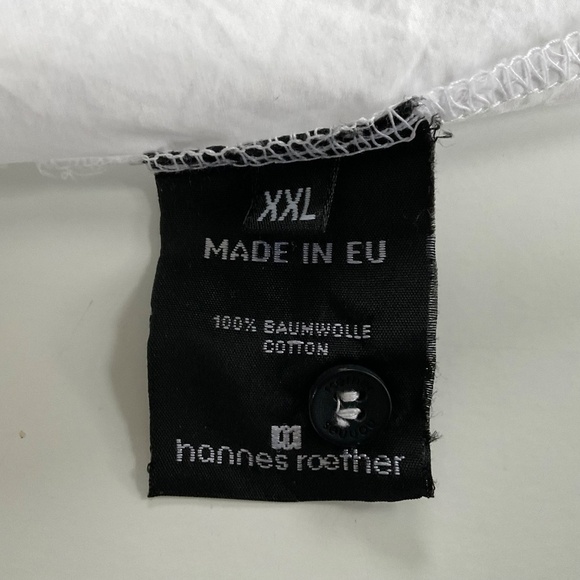 XXL
MADE IN EU
100% BAUMWOLLE
COTTON
hannes roether